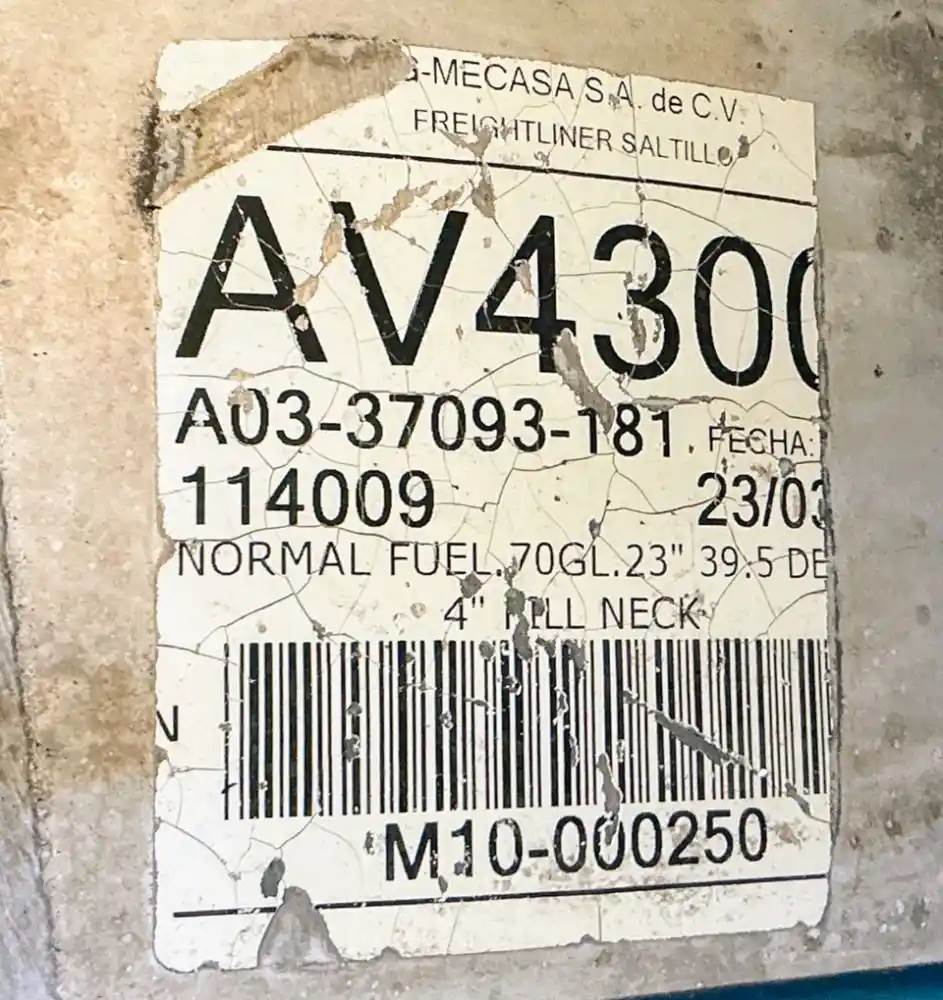 G-MECASA S.A. de C.V.
FREIGHTLINER SALTILLO
AV4300
A03-37093-181. FECHA:
114009 23/03
NORMAL FUEL.70GL.23" 39.5 DE
4" FILL NECK
N
M10-000250